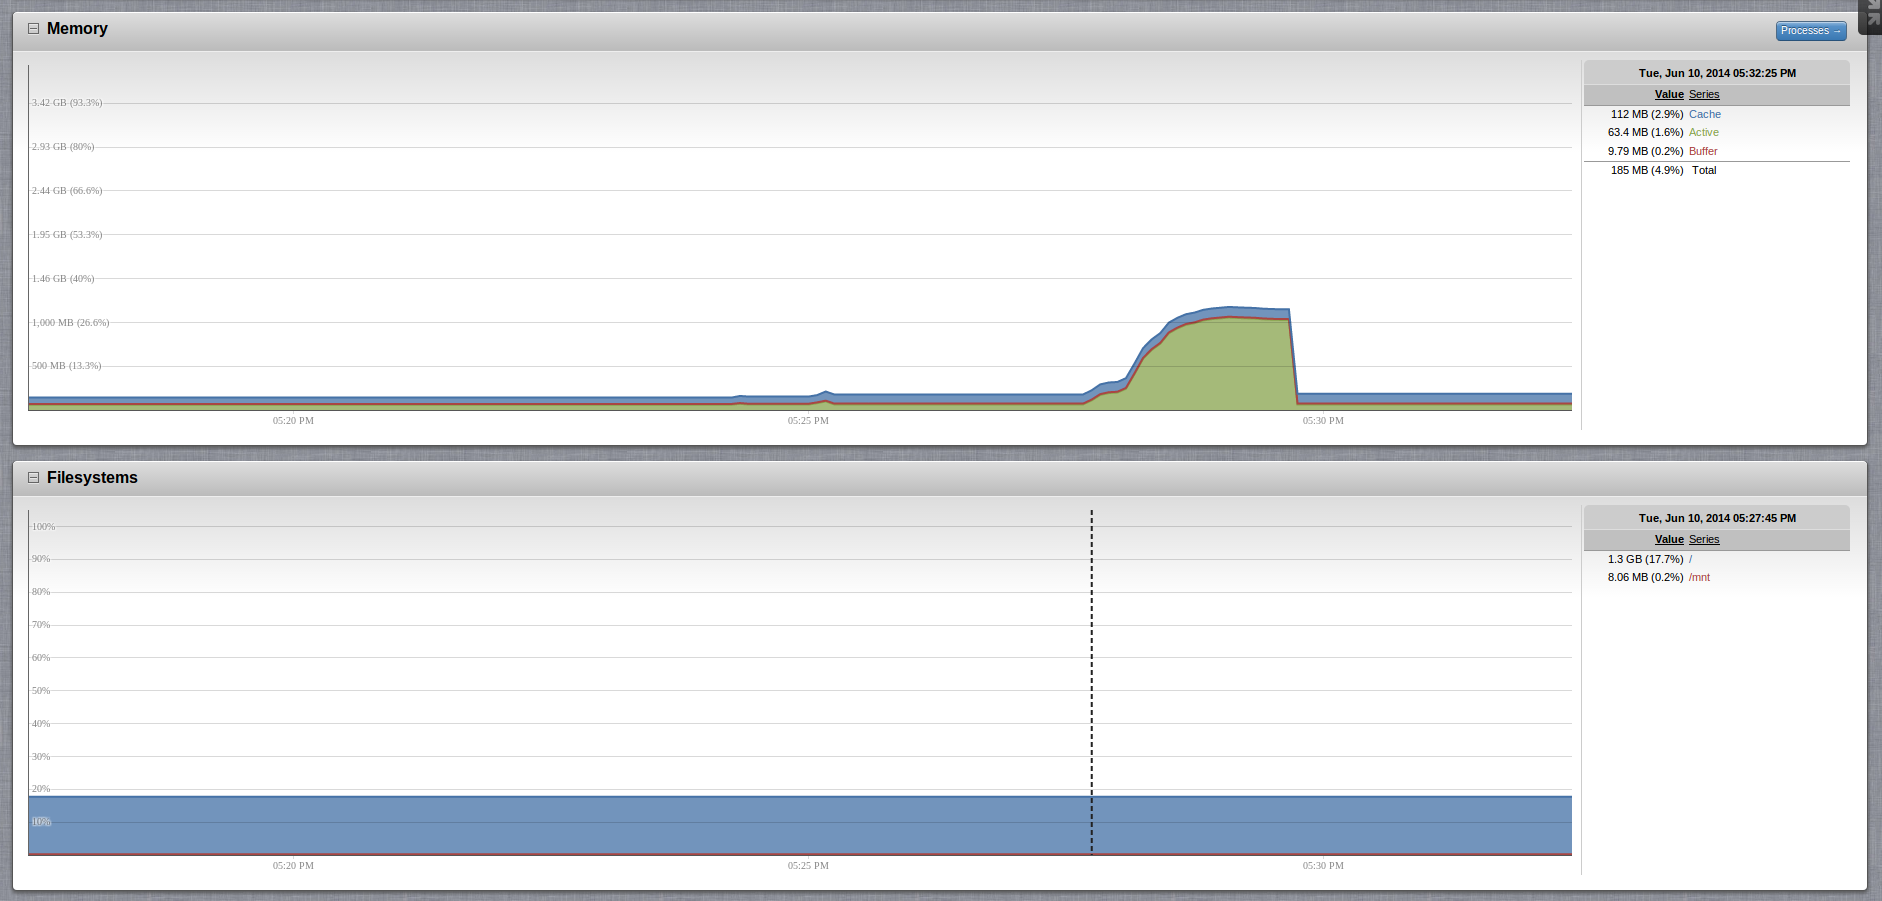 Memory
Processes →
3.42 GB (93.3%)
2.93 GB (80%)
2.44 GB (66.6%)
1.95 GB (53.3%)
1.46 GB (40%)
1,000 MB (26.6%)
500 MB (13.3%)
05:20 PM 05:25 PM 05:30 PM
Tue, Jun 10, 2014 05:32:25 PM
Value Series
112 MB (2.9%) Cache
63.4 MB (1.6%) Active
9.79 MB (0.2%) Buffer
185 MB (4.9%) Total
Filesystems
100%
90%
80%
70%
60%
50%
40%
30%
20%
10%
05:20 PM 05:25 PM 05:30 PM
Tue, Jun 10, 2014 05:27:45 PM
Value Series
1.3 GB (17.7%) /
8.06 MB (0.2%) /mnt